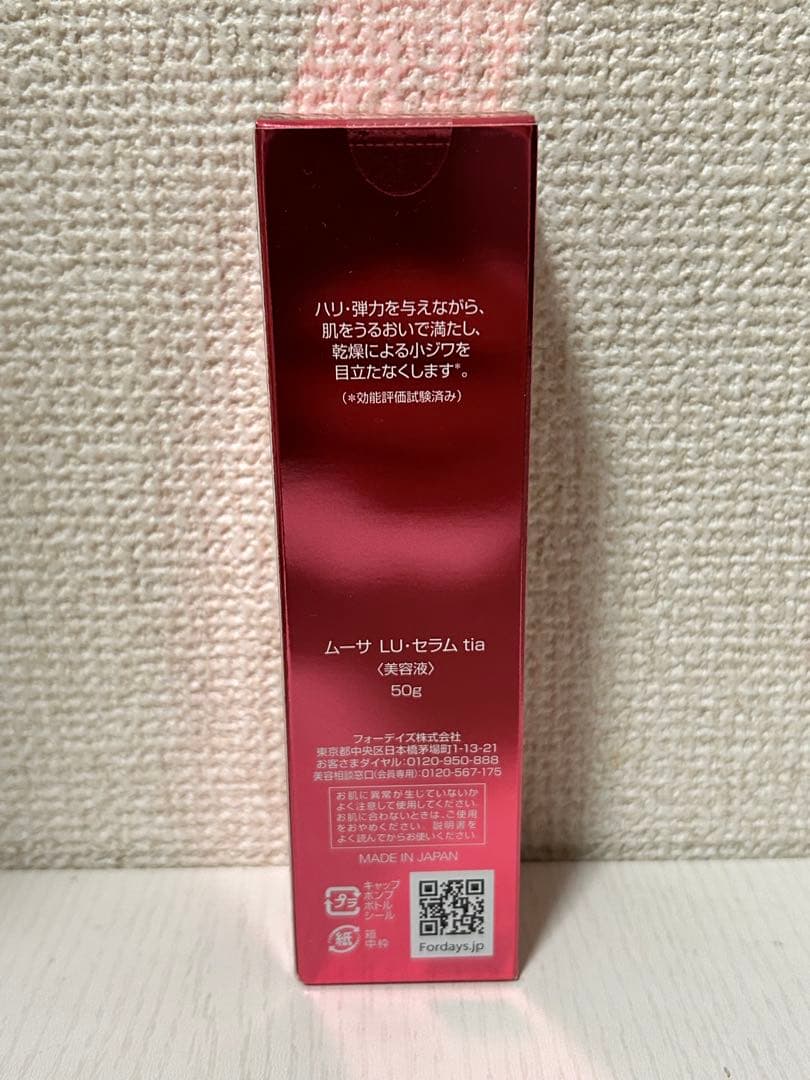 ハリ・弾力を与えながら、
肌をうるおいで満たし、
乾燥による小ジワを
目立たなくします*。
(*効能評価試験済み)
ムーサ LU・セラム tia
〈美容液〉
50g
フォーデイズ株式会社
東京都中央区日本橋茅場町1-13-21
お客さまダイヤル:0120-950-888
美容相談窓口(会員専用):0120-567-175
お肌に異常が生じていないか
よく注意して使用してください。
お肌に合わないときは、ご使用
をおやめください。説明書を
よく読んでからお使いください。
MADE IN JAPAN
プラ
キャップ
ポンプ
ボトル
シール
紙
箱
中枠
Fordays.jp